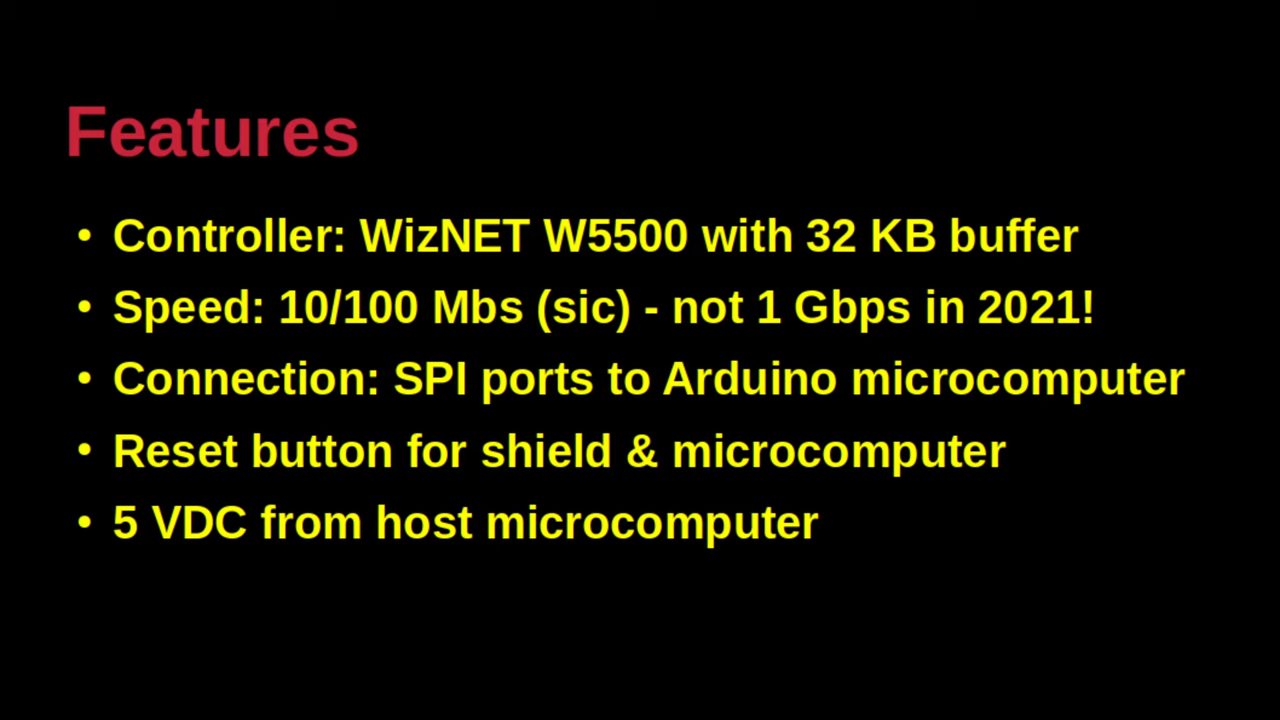 Features
• Controller: WizNET W5500 with 32 KB buffer
• Speed: 10/100 Mbs (sic) - not 1 Gbps in 2021!
• Connection: SPI ports to Arduino microcomputer
• Reset button for shield & microcomputer
• 5 VDC from host microcomputer